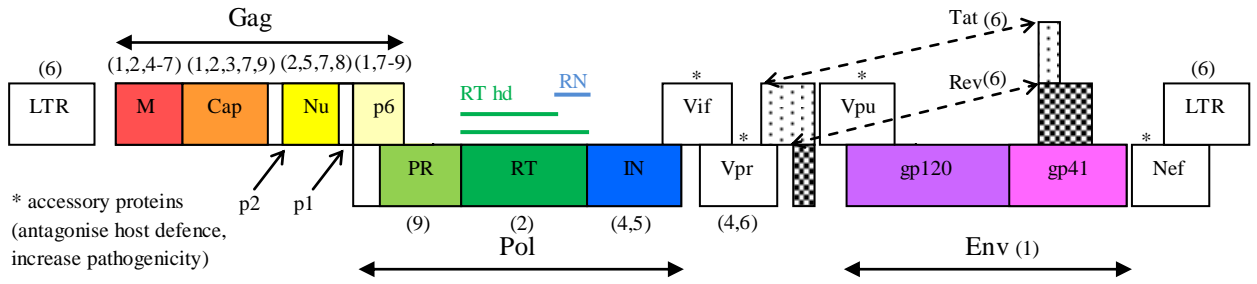 Gag
Tat (6)
(6)
(1,2,4-7)
(1,2,3,7,9)
(2,5,7,8)
(1,7-9)
RN
*
*
Rev(6)
(6)
LTR
M
Cap
Nu
p6
RT hd
Vif
Vpu
LTR
*
*
PR
RT
IN
Vpr
gp120
gp41
Nef
* accessory proteins
(antagonise host defence,
increase pathogenicity)
p2
p1
(9)
(2)
(4,5)
(4,6)
Pol
Env (1)